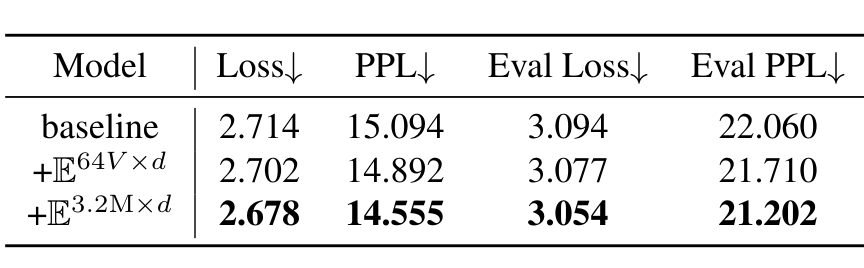 Model Loss↓ PPL↓ Eval Loss↓ Eval PPL↓
baseline 2.714 15.094 3.094 22.060
+𝔼^{64V×d} 2.702 14.892 3.077 21.710
+𝔼^{3.2M×d} 2.678 14.555 3.054 21.202